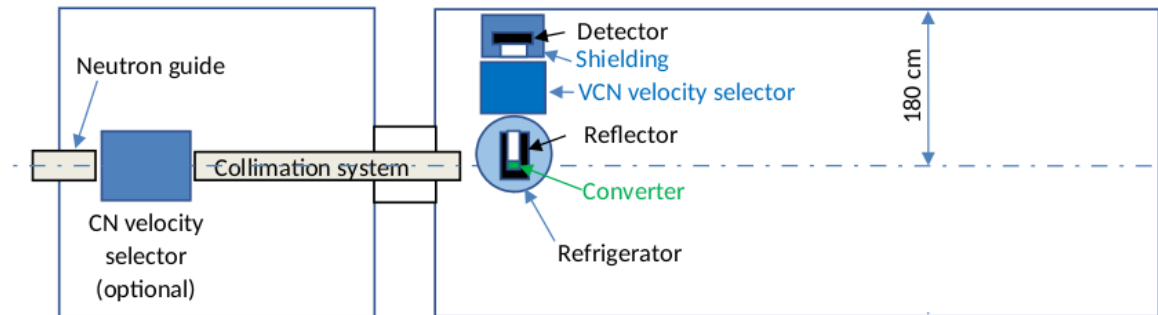 Neutron guide
Collimation system
CN velocity
selector
(optional)
Detector
Shielding
VCN velocity selector
Reflector
Converter
Refrigerator
180 cm